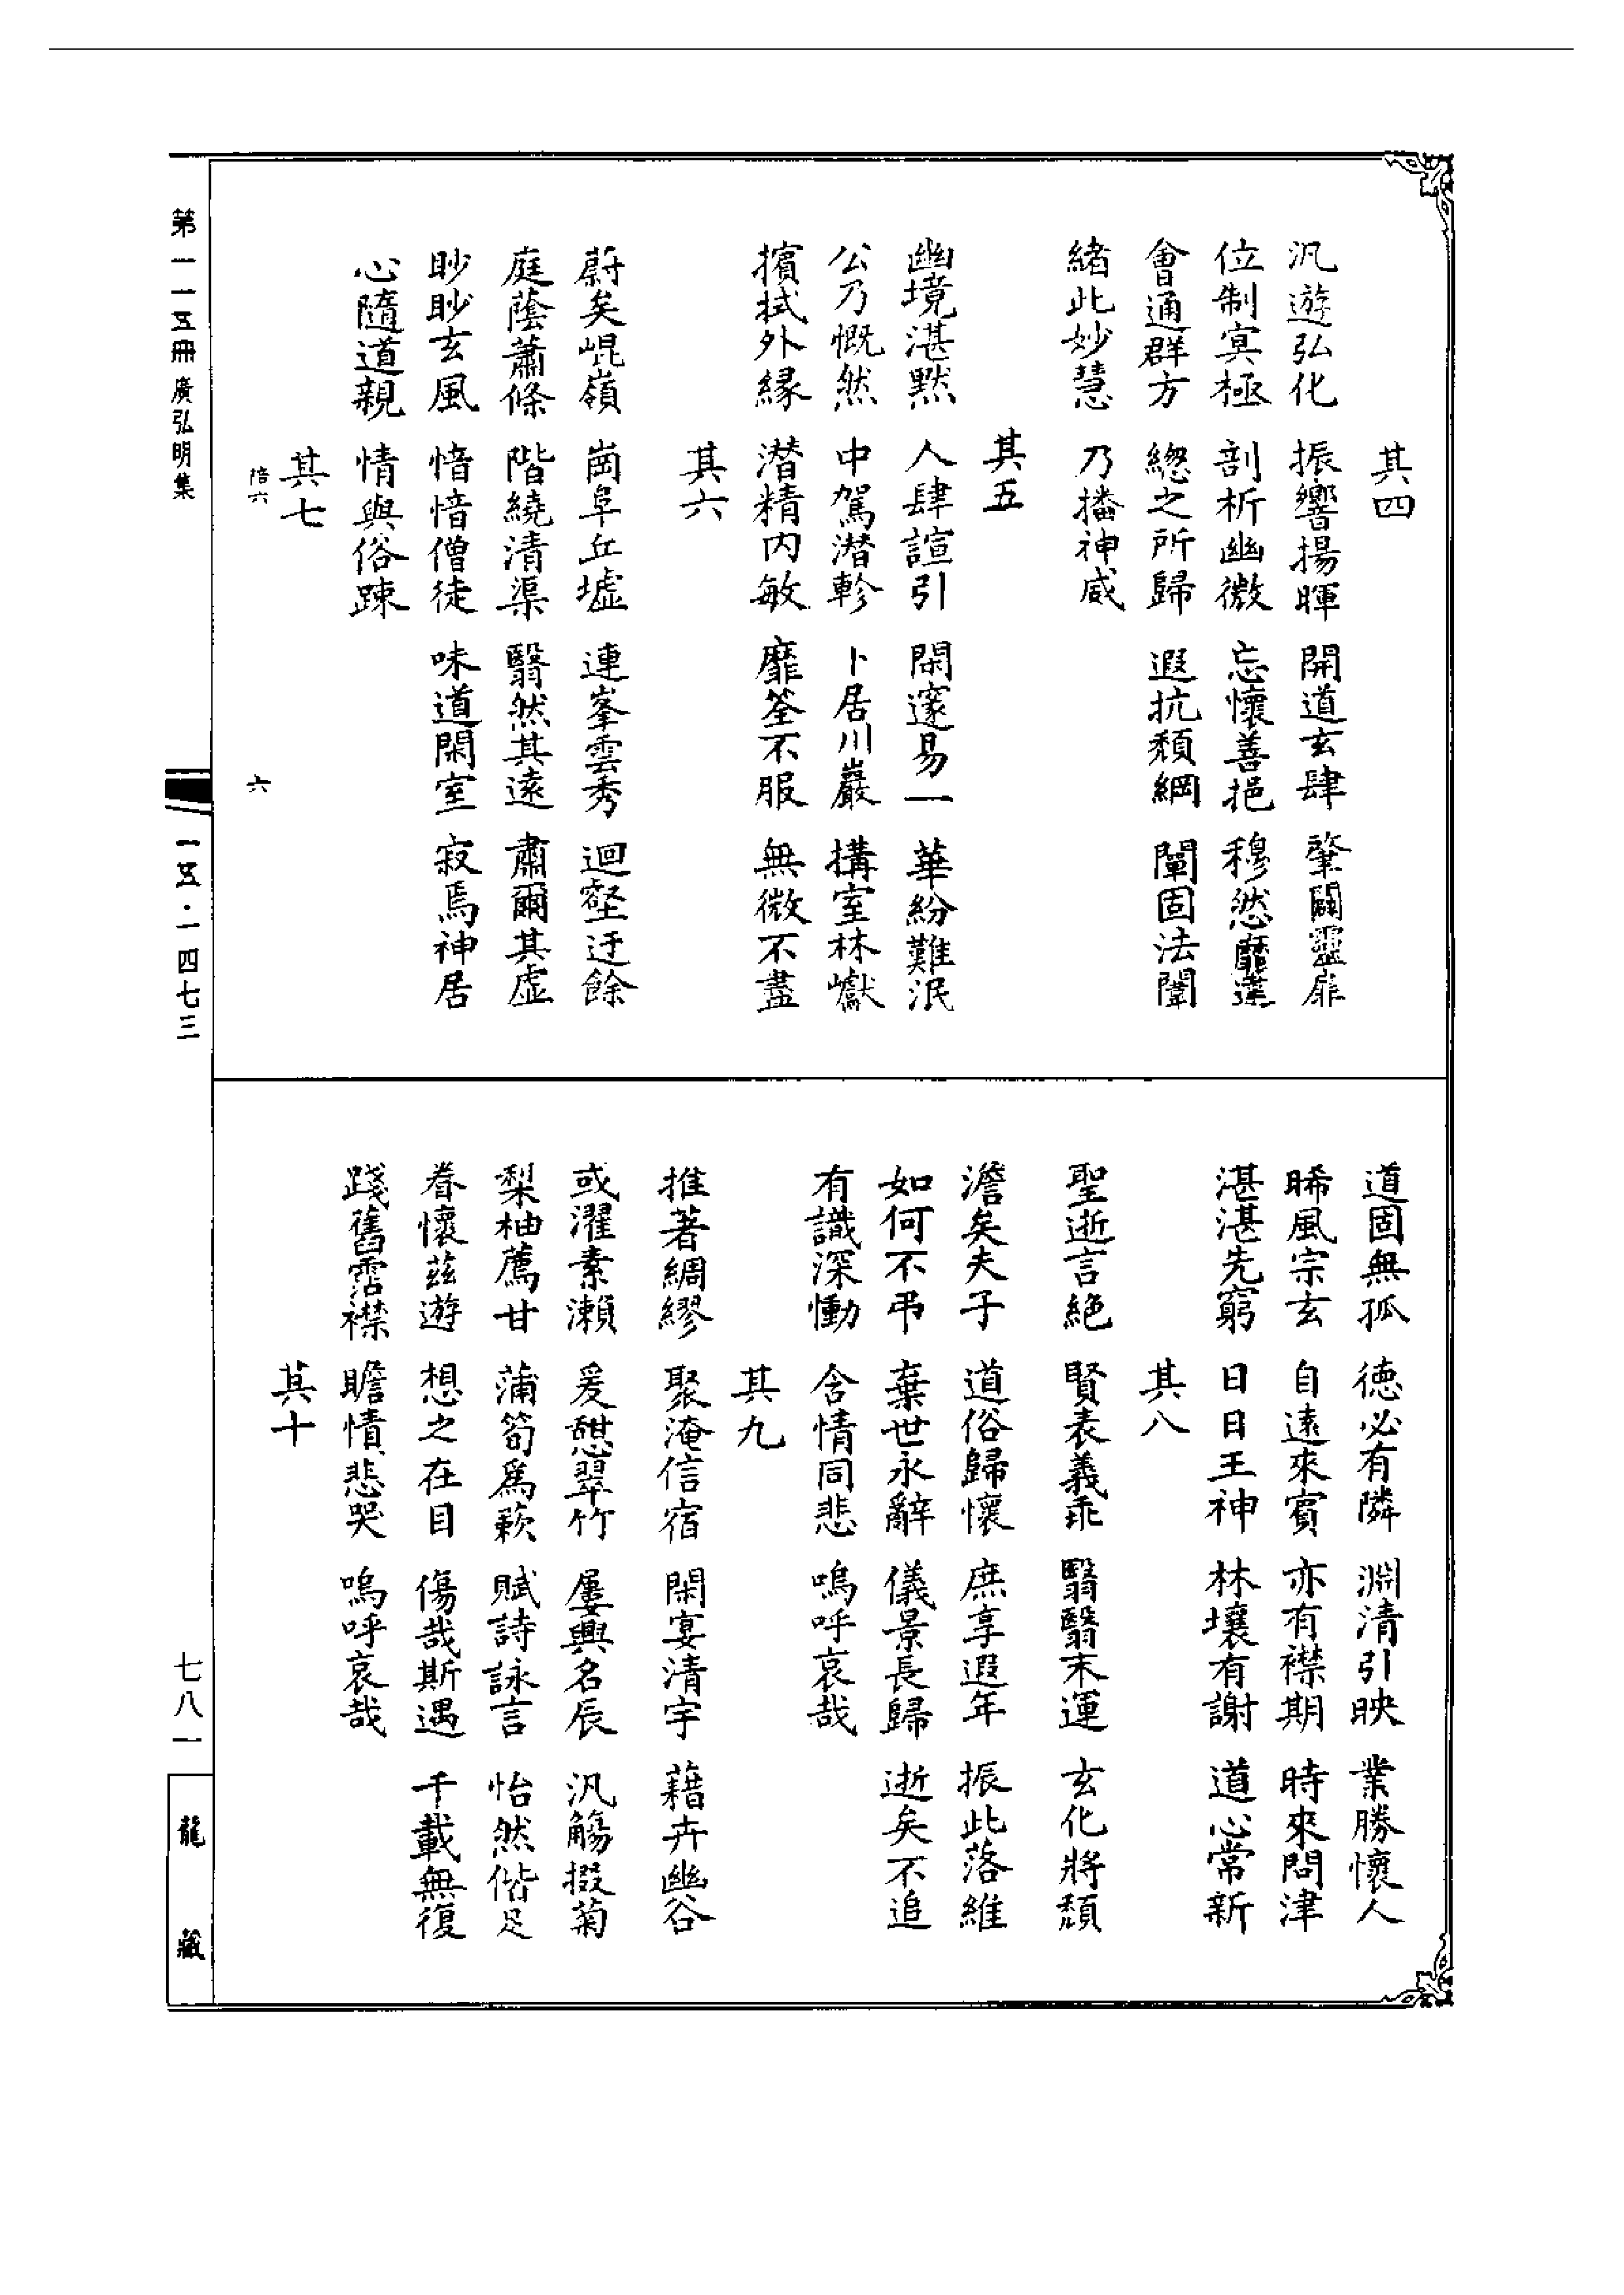 其四
汎遊弘化 振響揚暉 開道玄肆 肇闢靈扉
位制冥極 剖析幽微 忘懷善挹 穆然靡違
會通群方 總之所歸 遐抗頹綱 闡固法闈
緒此妙慧 乃播神威
其五
幽境湛默 人肆諠引 閑邃易一 華紛難泯
公乃慨然 中駕潛軫 卜居川巖 搆室林巘
擯拭外緣 潛精內敏 靡筌不服 無微不盡
其六
蔚矣崐嶺 崗阜丘墟 連峯雲秀 迴壑迂餘
庭蔭蕭條 階繞清渠 翳然其遠 肅爾其虛
眇眇玄風 愔愔僧徒 味道閑室 寂焉神居
心隨道親 情與俗踈
其七
陪六
六
道固無孤 德必有隣 淵清引映 業勝懷人
晞風宗玄 自遠來賓 亦有襟期 時來問津
湛湛先窮 日日王神 林壤有謝 道心常新
其八
聖逝言絕 賢表義乖 翳翳末運 玄化將頹
澹矣夫子 道俗歸懷 庶享遐年 振此落維
如何不弔 棄世永辭 儀景長歸 逝矣不追
有識深慟 含情同悲 嗚呼哀哉
其九
推著綢繆 聚淹信宿 閑宴清宇 藉卉幽谷
或濯素瀨 爰憇翠竹 屢興名辰 汎觴掇菊
梨柚薦甘 蒲筍爲蔌 賦詩詠言 怡然偕足
眷懷茲遊 想之在目 傷哉斯遇 千載無復
踐舊霑襟 瞻情悲哭 嗚呼哀哉
其十
第一一五冊 廣弘明集
一五·一四七三
七八一
龍藏